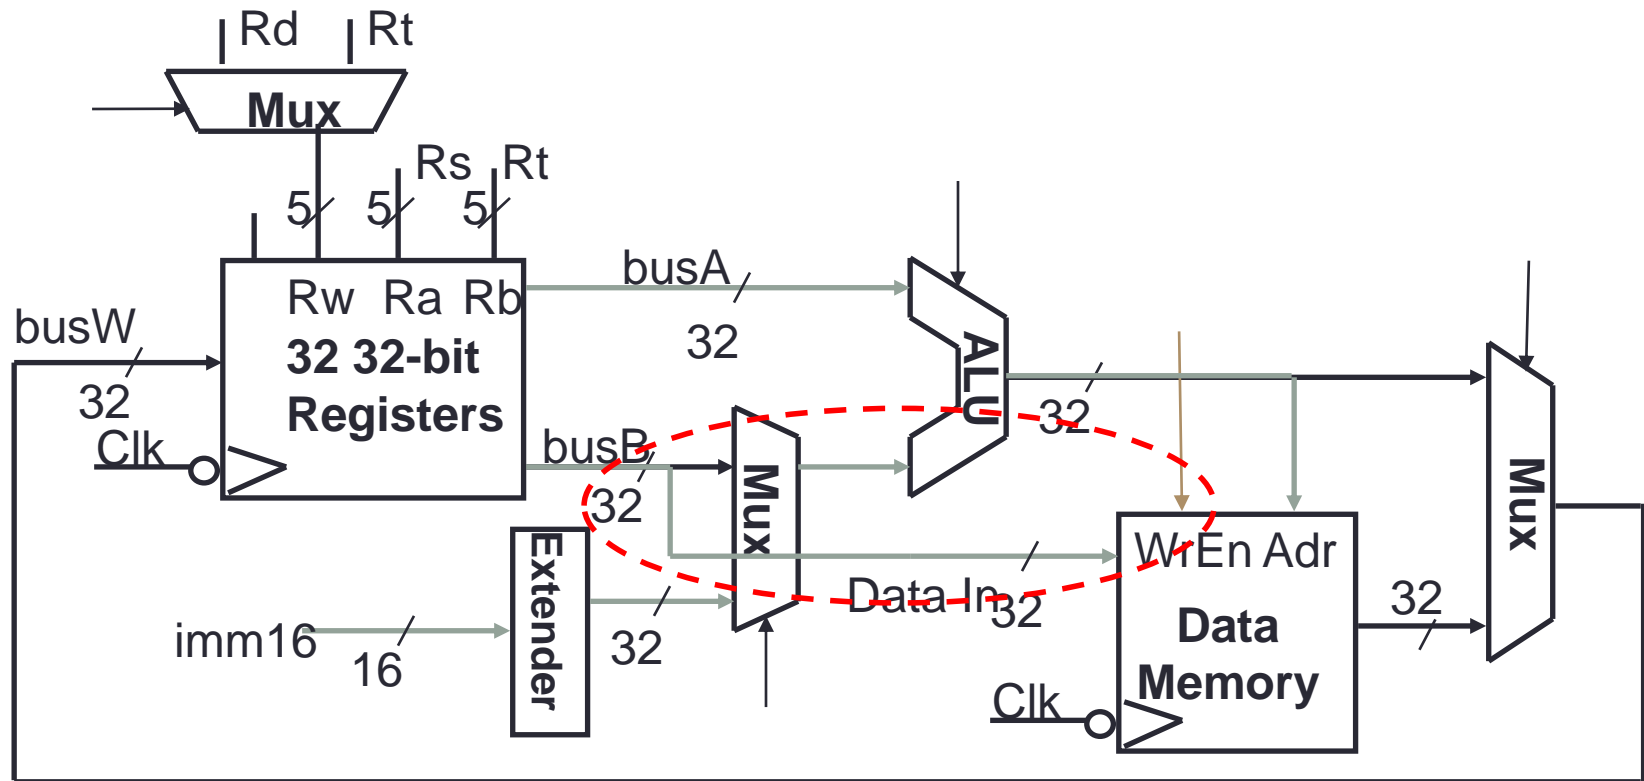 Rd Rt
Mux
Rs Rt
5 5 5
busA
32
Rw Ra Rb
busW
32
32 32-bit
Registers
Clk
busB
32
Mux
ALU
32
Extender
imm16
16
32
Data In
32
WrEn Adr
Data
Memory
Clk
32
Mux